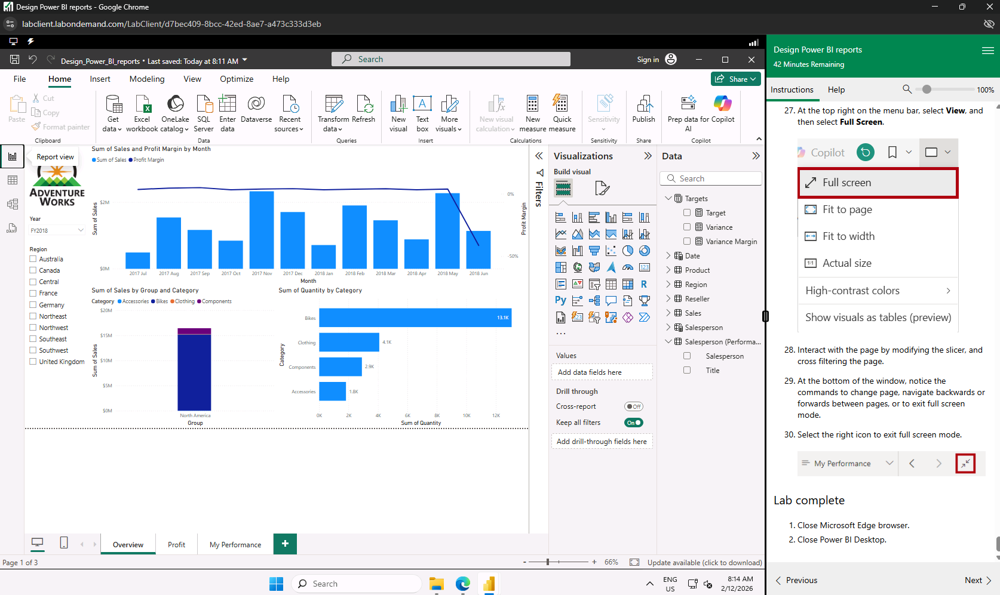 Design Power BI reports - Google Chrome
labclient.labondemand.com/LabClient/d7bec409-8bcc-42ed-8ae7-a473c333d3eb
Design_Power_BI_reports • Last saved: Today at 8:11 AM
Search
Sign in
File
Home
Insert
Modeling
View
Optimize
Help
Share
Paste
Cut
Copy
Format painter
Clipboard
Get data
Excel workbook
OneLake catalog
SQL Server
Enter data
Dataverse
Recent sources
Data
Transform data
Refresh
Queries
New visual
Text box
More visuals
Insert
New visual calculation
New measure
Quick measure
Calculations
Sensitivity
Sensitivity
Publish
Share
Prep data for AI
Copilot
Copilot
Report view
ADVENTURE
WORKS
Year
FY2018
Region
Australia
Canada
Central
France
Germany
Northeast
Northwest
Southeast
Southwest
United Kingdom
Sum of Sales and Profit Margin by Month
Sum of Sales Profit Margin
Sum of Sales
$2M
$0M
0%
-50%
Profit Margin
2017 Jul 2017 Aug 2017 Sep 2017 Oct 2017 Nov 2017 Dec 2018 Jan 2018 Feb 2018 Mar 2018 Apr 2018 May 2018 Jun
Month
Sum of Sales by Group and Category
Category Accessories Bikes Clothing Components
Sum of Sales
$20M
$15M
$10M
$5M
$0M
North America
Group
Sum of Quantity by Category
Category
Bikes 13.1K
Clothing 4.1K
Components 2.9K
Accessories 1.8K
0K 2K 4K 6K 8K 10K 12K
Sum of Quantity
Filters
Visualizations
Build visual
123
R
Py
123
Values
Add data fields here
Drill through
Cross-report
Off
Keep all filters
On
Add drill-through fields here
Data
Search
Targets
Target
Variance
Variance Margin
Date
Product
Region
Reseller
Sales
Salesperson
Salesperson (Performa...
Salesperson
Title
DAX
Overview
Profit
My Performance
+
Page 1 of 3
- + 66%
Update available (click to download)
Search
ENG
US
8:14 AM
2/12/2026
Design Power BI reports
42 Minutes Remaining
Instructions
Help
100%
27. At the top right on the menu bar, select View, and
then select Full Screen.
Copilot
Full screen
Fit to page
Fit to width
1:1 Actual size
High-contrast colors
Show visuals as tables (preview)
28. Interact with the page by modifying the slicer, and
cross filtering the page.
29. At the bottom of the window, notice the
commands to change page, navigate backwards or
forwards between pages, or to exit full screen
mode.
30. Select the right icon to exit full screen mode.
My Performance
Lab complete
1. Close Microsoft Edge browser.
2. Close Power BI Desktop.
Previous
Next